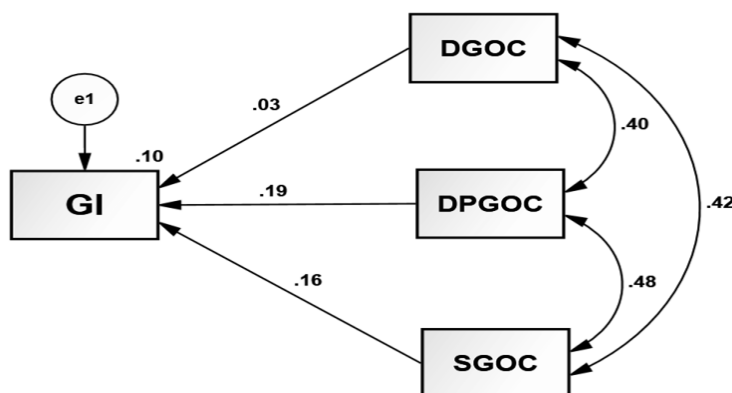 DGOC
e1
.03
.40
.10
GI
.19
DPGOC
.42
.48
.16
SGOC